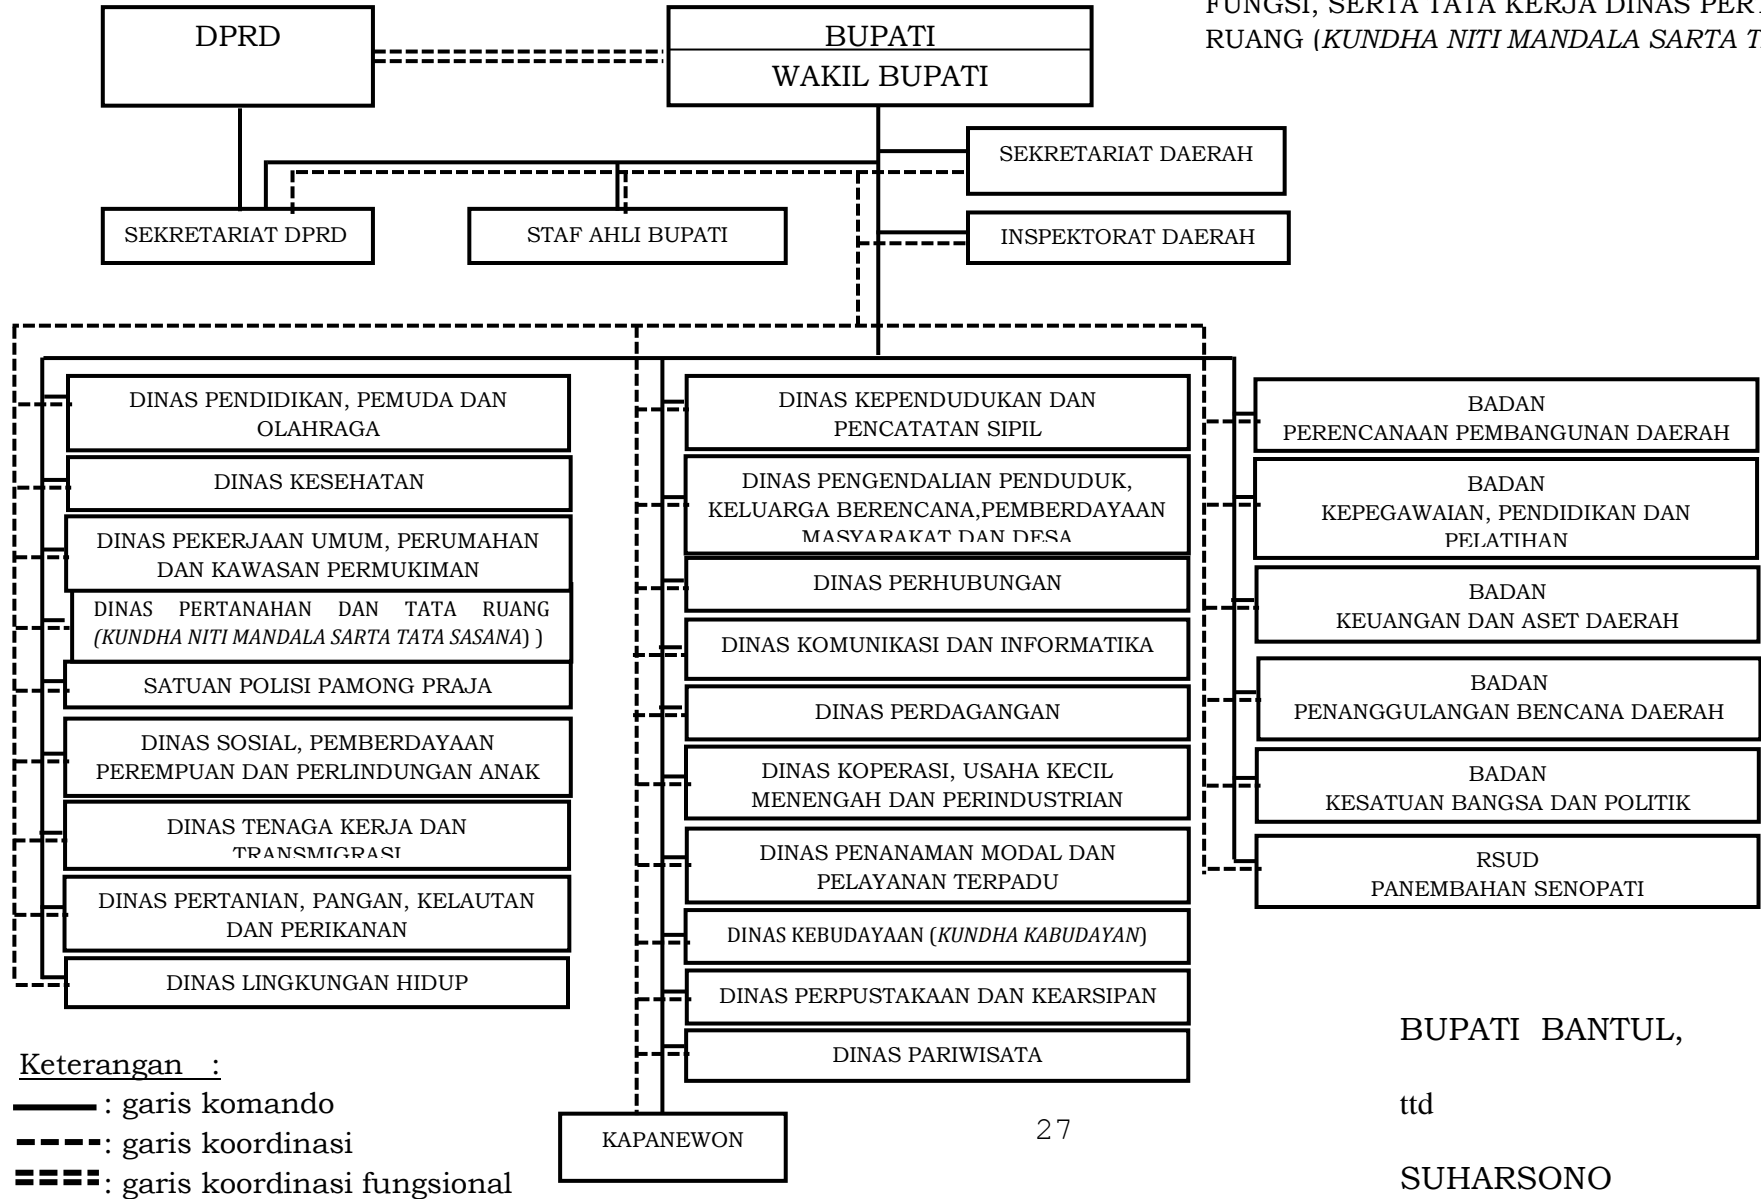 FUNGSI, SERTA TATA KERJA DINAS
RUANG (KUNDHA NITI MANDALA SARTA
DPRD
BUPATI
WAKIL BUPATI
SEKRETARIAT DAERAH
SEKRETARIAT DPRD
STAF AHLI BUPATI
INSPEKTORAT DAERAH
DINAS PENDIDIKAN, PEMUDA DAN
OLAHRAGA
DINAS KESEHATAN
DINAS PEKERJAAN UMUM, PERUMAHAN
DAN KAWASAN PERMUKIMAN
DINAS PERTANAHAN DAN TATA RUANG
(KUNDHA NITI MANDALA SARTA TATA SASANA) )
SATUAN POLISI PAMONG PRAJA
DINAS SOSIAL, PEMBERDAYAAN
PEREMPUAN DAN PERLINDUNGAN ANAK
DINAS TENAGA KERJA DAN
TRANSMIGRASI
DINAS PERTANIAN, PANGAN, KELAUTAN
DAN PERIKANAN
DINAS LINGKUNGAN HIDUP
DINAS KEPENDUDUKAN DAN
PENCATATAN SIPIL
DINAS PENGENDALIAN PENDUDUK,
KELUARGA BERENCANA,PEMBERDAYAAN
MASYARAKAT DAN DESA
DINAS PERHUBUNGAN
DINAS KOMUNIKASI DAN INFORMATIKA
DINAS PERDAGANGAN
DINAS KOPERASI, USAHA KECIL
MENENGAH DAN PERINDUSTRIAN
DINAS PENANAMAN MODAL DAN
PELAYANAN TERPADU
DINAS KEBUDAYAAN (KUNDHA KABUDAYAN)
DINAS PERPUSTAKAAN DAN KEARSIPAN
DINAS PARIWISATA
KAPANEWON
BADAN
PERENCANAAN PEMBANGUNAN DAERAH
BADAN
KEPEGAWAIAN, PENDIDIKAN DAN
PELATIHAN
BADAN
KEUANGAN DAN ASET DAERAH
BADAN
PENANGGULANGAN BENCANA DAERAH
BADAN
KESATUAN BANGSA DAN POLITIK
RSUD
PANEMBAHAN SENOPATI
Keterangan :
: garis komando
: garis koordinasi
: garis koordinasi fungsional
27
BUPATI BANTUL,
ttd
SUHARSONO